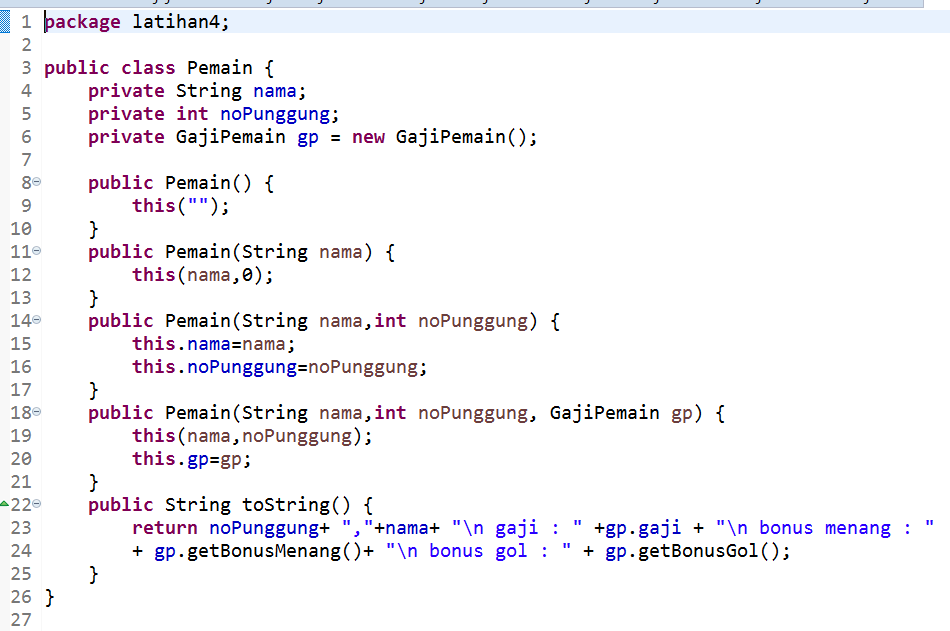 1 package latihan4;
2
3 public class Pemain {
4     private String nama;
5     private int noPunggung;
6     private GajiPemain gp = new GajiPemain();
7
8     public Pemain() {
9         this("");
10     }
11     public Pemain(String nama) {
12         this(nama,0);
13     }
14     public Pemain(String nama,int noPunggung) {
15         this.nama=nama;
16         this.noPunggung=noPunggung;
17     }
18     public Pemain(String nama,int noPunggung, GajiPemain gp) {
19         this(nama,noPunggung);
20         this.gp=gp;
21     }
22     public String toString() {
23         return noPunggung+ ","+nama+ "\n gaji : " +gp.gaji + "\n bonus menang : "
24         + gp.getBonusMenang()+ "\n bonus gol : " + gp.getBonusGol();
25     }
26 }
27